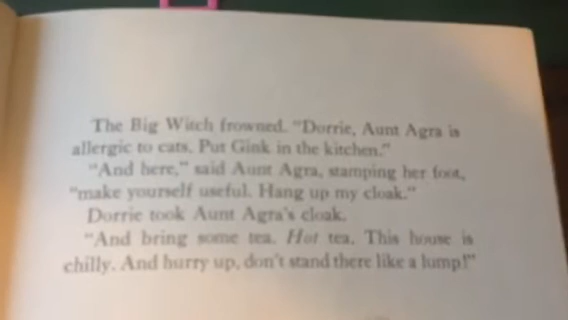 The Big Witch frowned. "Dorrie, Aunt Agra is
allergic to cats. Put Gink in the kitchen."
"And here," said Aunt Agra, stamping her foot,
"make yourself useful. Hang up my cloak."
Dorrie took Aunt Agra's cloak.
"And bring some tea. Hot tea. This house is
chilly. And hurry up, don't stand there like a lump!"